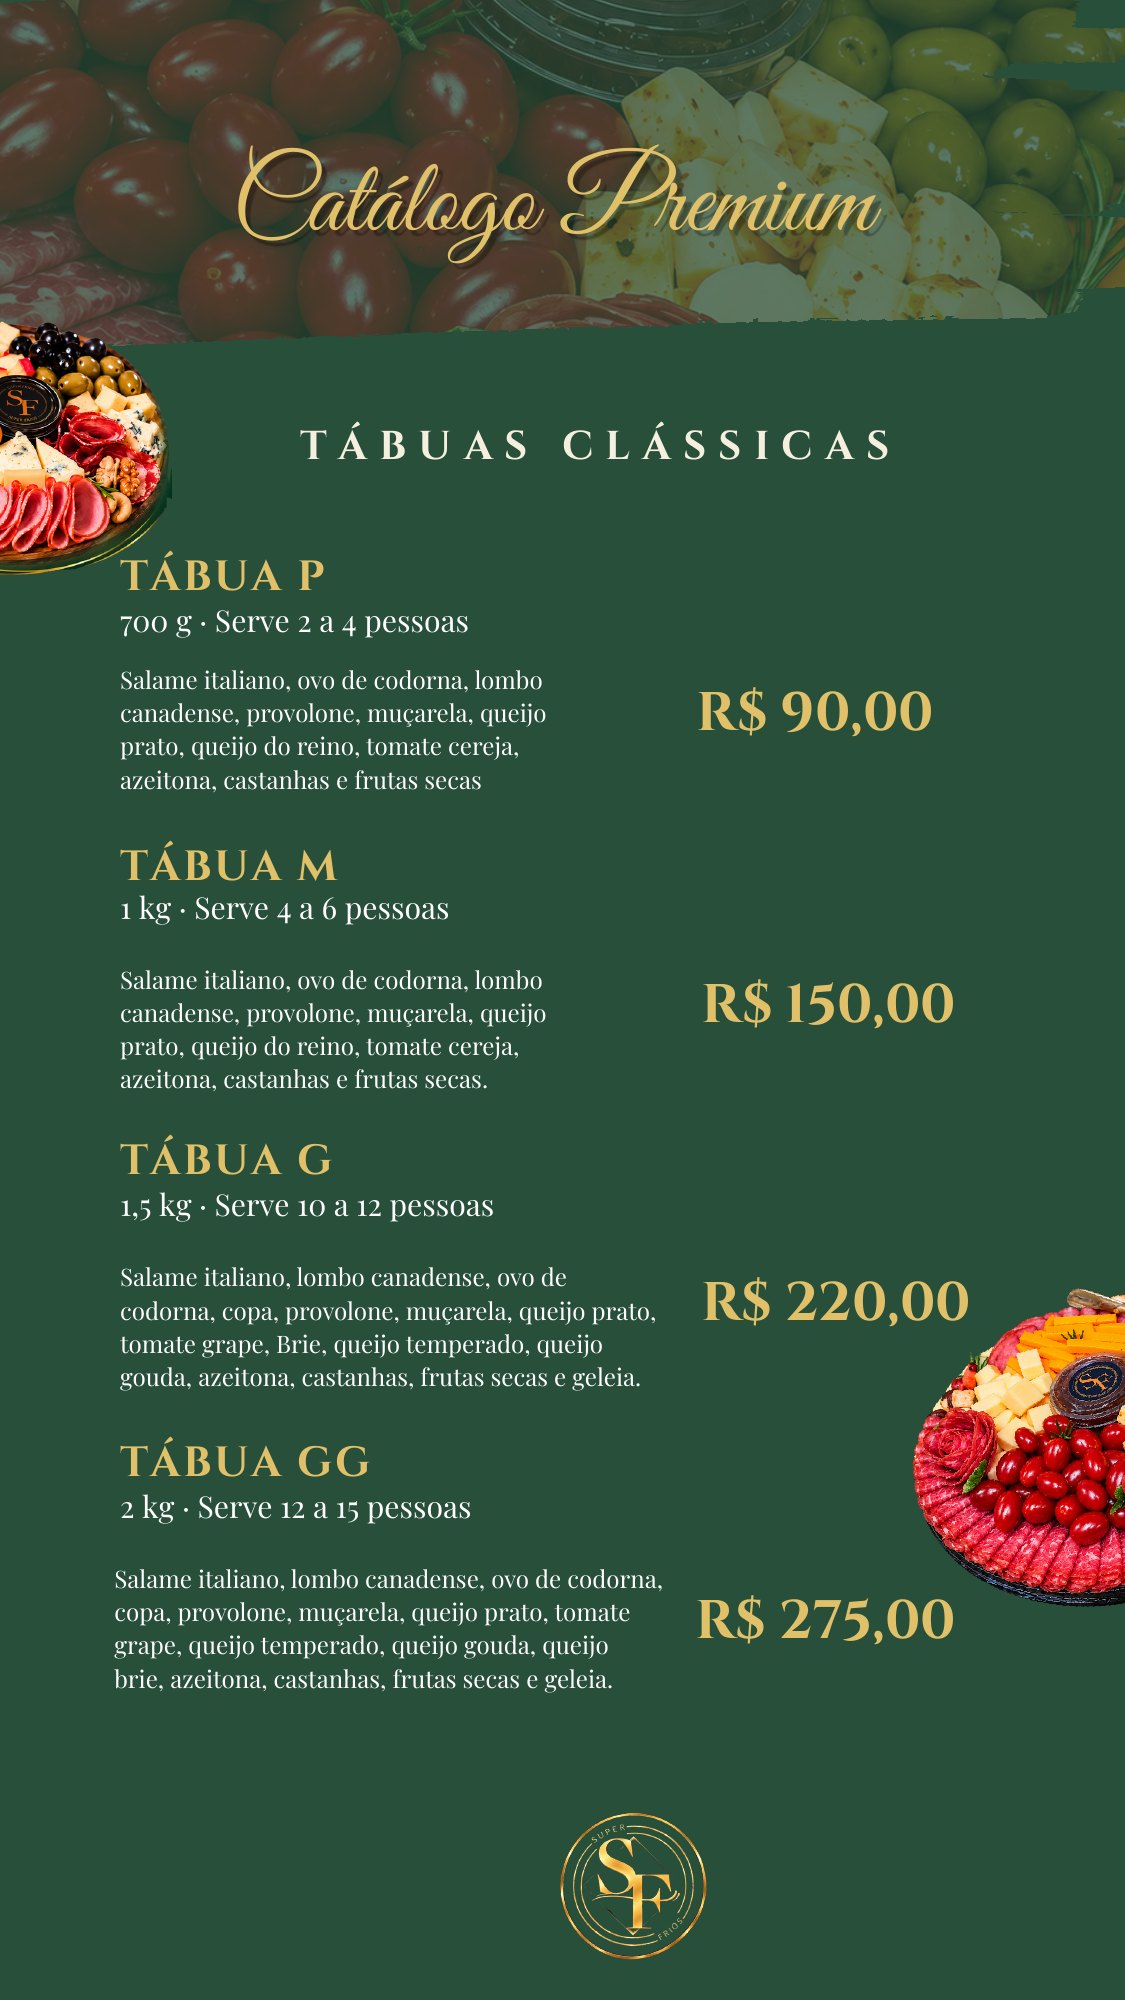 Catálogo Premium
SF
TÁBUAS CLÁSSICAS
TÁBUA P
700 g · Serve 2 a 4 pessoas
Salame italiano, ovo de codorna, lombo
canadense, provolone, muçarela, queijo
prato, queijo do reino, tomate cereja,
azeitona, castanhas e frutas secas
R$ 90,00
TÁBUA M
1 kg · Serve 4 a 6 pessoas
Salame italiano, ovo de codorna, lombo
canadense, provolone, muçarela, queijo
prato, queijo do reino, tomate cereja,
azeitona, castanhas e frutas secas.
R$ 150,00
TÁBUA G
1,5 kg · Serve 10 a 12 pessoas
Salame italiano, lombo canadense, ovo de
codorna, copa, provolone, muçarela, queijo prato,
tomate grape, Brie, queijo temperado, queijo
gouda, azeitona, castanhas, frutas secas e geleia.
R$ 220,00
SF
TÁBUA GG
2 kg · Serve 12 a 15 pessoas
Salame italiano, lombo canadense, ovo de codorna,
copa, provolone, muçarela, queijo prato, tomate
grape, queijo temperado, queijo gouda, queijo
brie, azeitona, castanhas, frutas secas e geleia.
R$ 275,00
SUPER
SF
FRIOS